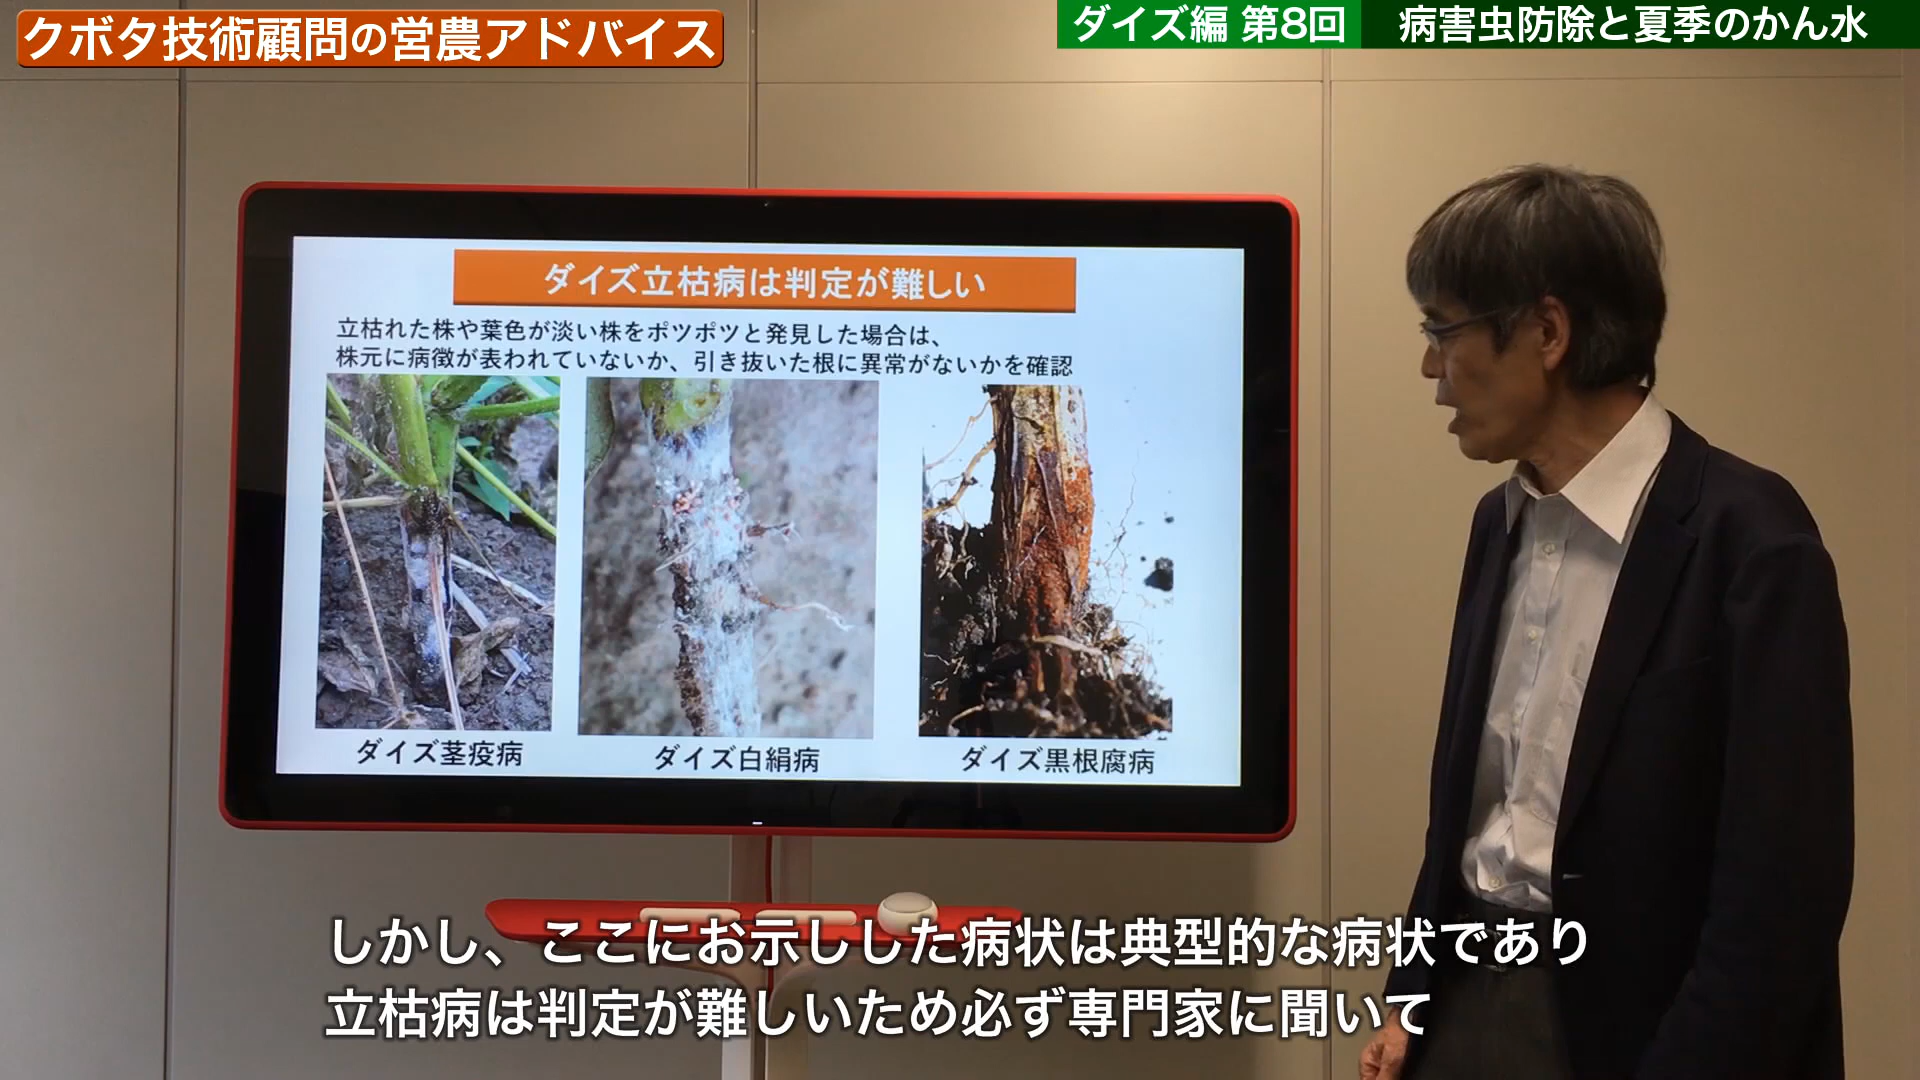 クボタ技術顧問の営農アドバイス
ダイズ編 第8回 病害虫防除と夏季のかん水
ダイズ立枯病は判定が難しい
立枯れた株や葉色が淡い株をポツポツと発見した場合は、
株元に病徴が表われていないか、引き抜いた根に異常がないかを確認
ダイズ茎疫病
ダイズ白絹病
ダイズ黒根腐病
しかし、ここにお示しした病状は典型的な病状であり
立枯病は判定が難しいため必ず専門家に聞いて